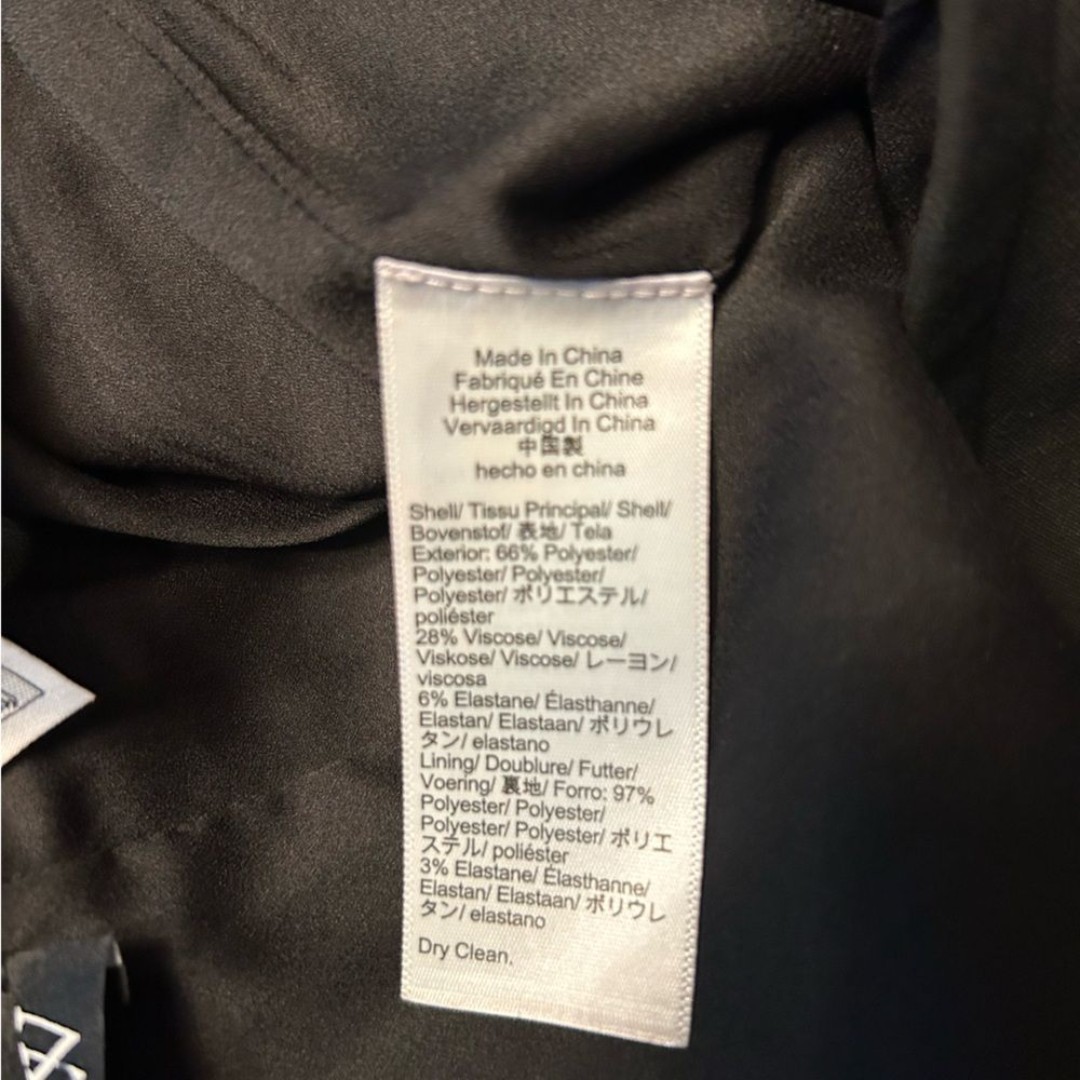 Made In China
Fabriqué En Chine
Hergestellt In China
Vervaardigd In China
中国製
hecho en china
Shell/ Tissu Principal/ Shell/
Bovenstof/ 表地/ Tela
Exterior: 66% Polyester/
Polyester/ Polyester/
Polyester/ ポリエステル/
poliéster
28% Viscose/ Viscose/
Viskose/ Viscose/ レーヨン/
viscosa
6% Elastane/ Élasthanne/
Elastan/ Elastaan/ ポリウレ
タン/ elastano
Lining/ Doublure/ Futter/
Voering/ 裏地/ Forro: 97%
Polyester/ Polyester/
Polyester/ Polyester/ ポリエ
ステル/ poliéster
3% Elastane/ Élasthanne/
Elastan/ Elastaan/ ポリウレ
タン/ elastano
Dry Clean.